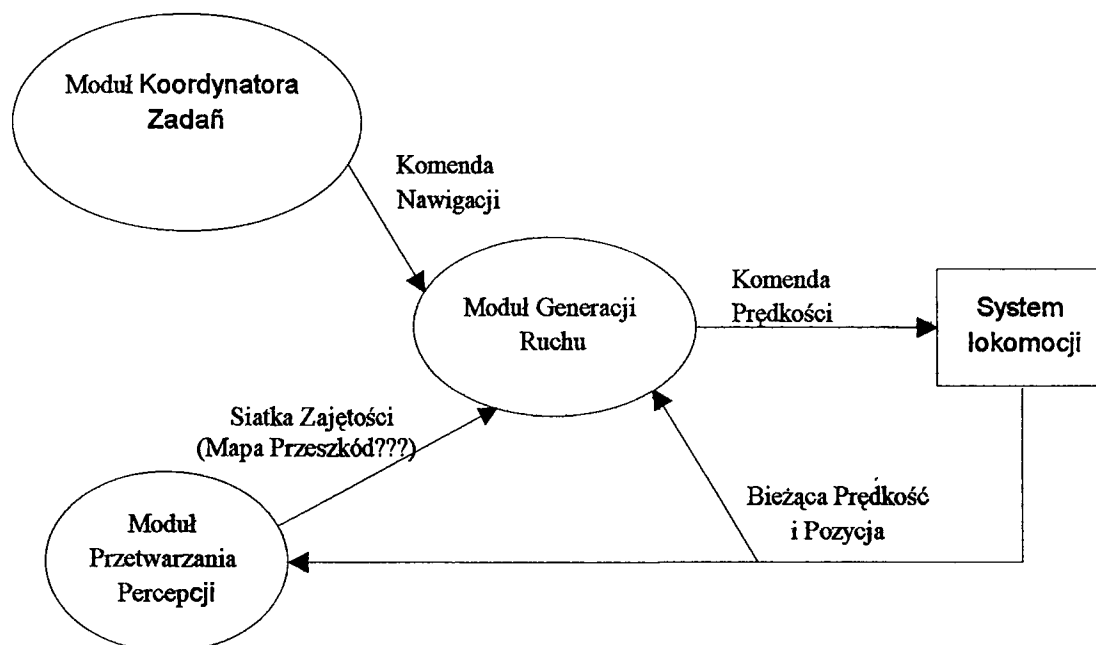 Moduł Koordynatora
Zadañ
Komenda
Nawigacji
Moduł Generacji
Ruchu
Komenda
Prędkości
System
lokomocji
Siatka Zajętości
(Mapa Przeszkód???)
Bieżąca Prędkość
i Pozycja
Moduł
Przetwarzania
Percepcji